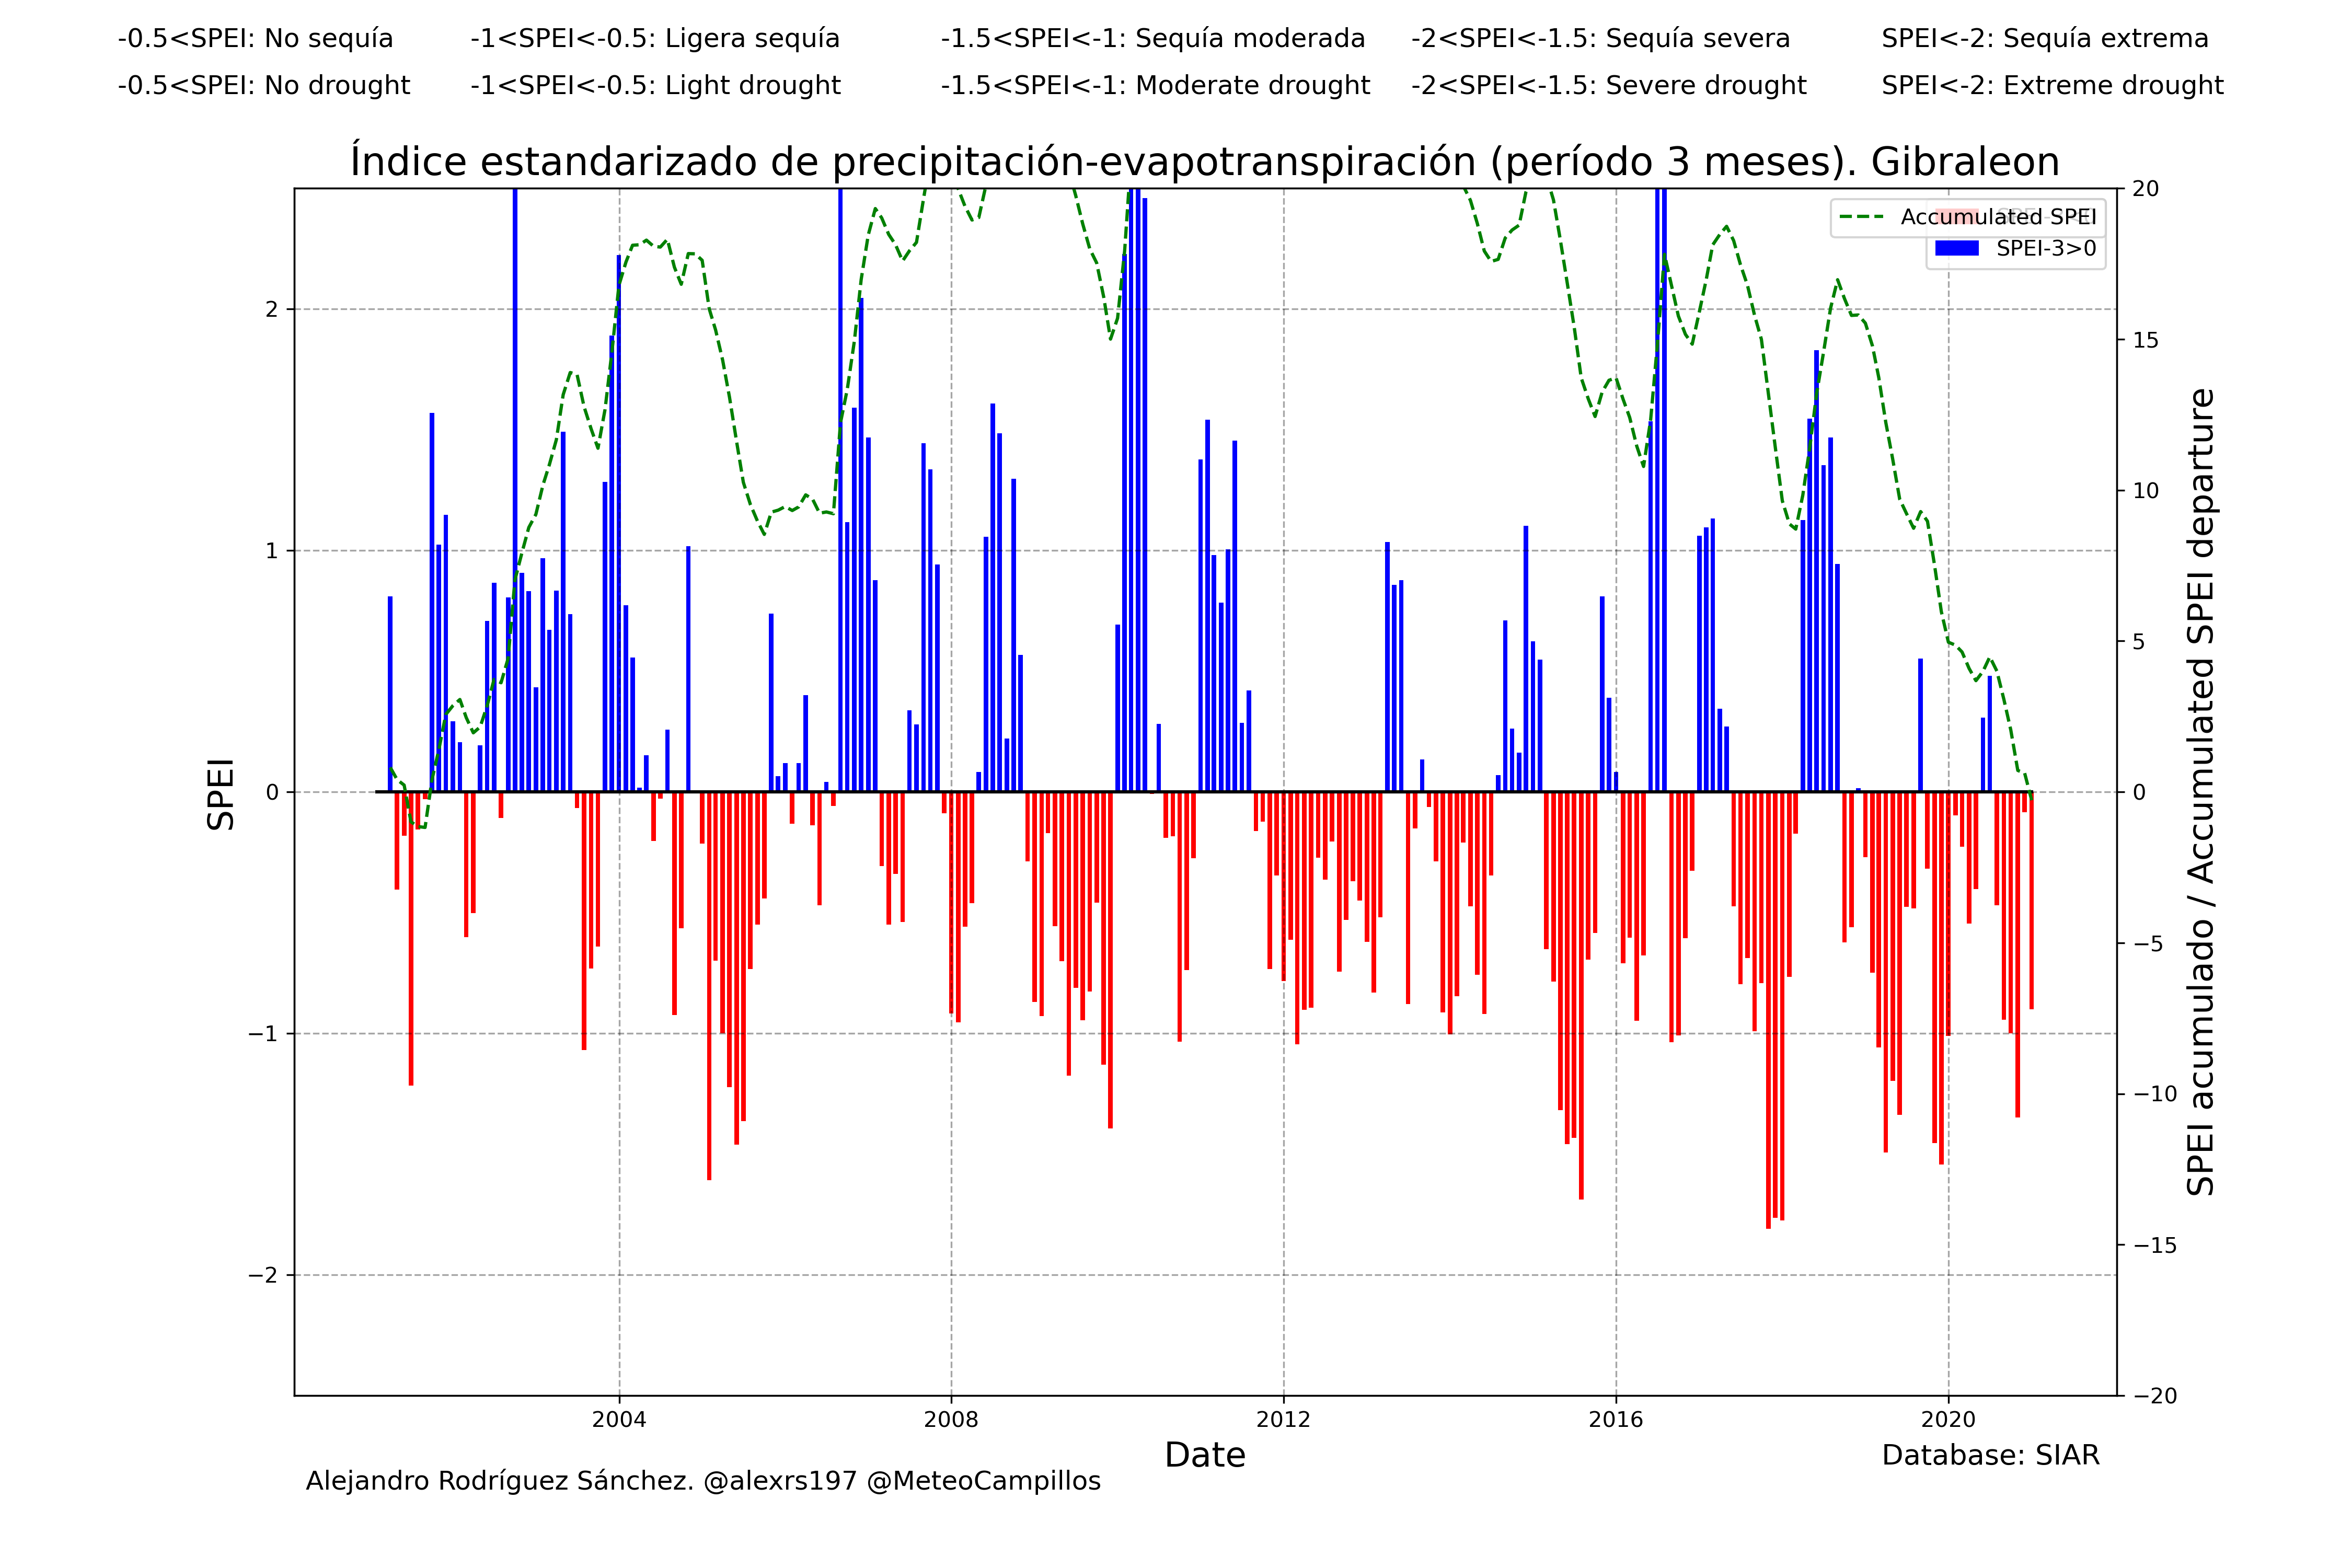 -0.5<SPEI: No sequía -1<SPEI<-0.5: Ligera sequía -1.5<SPEI<-1: Sequía moderada -2<SPEI<-1.5: Sequía severa SPEI<-2: Sequía extrema
-0.5<SPEI: No drought -1<SPEI<-0.5: Light drought -1.5<SPEI<-1: Moderate drought -2<SPEI<-1.5: Severe drought SPEI<-2: Extreme drought
Índice estandarizado de precipitación-evapotranspiración (período 3 meses). Gibraleon
Accumulated SPEI
SPEI-3>0
SPEI
2
1
0
−1
−2
20
15
10
5
0
−5
−10
−15
−20
SPEI acumulado / Accumulated SPEI departure
2004 2008 2012 2016 2020
Date
Database: SIAR
Alejandro Rodríguez Sánchez. @alexrs197 @MeteoCampillos